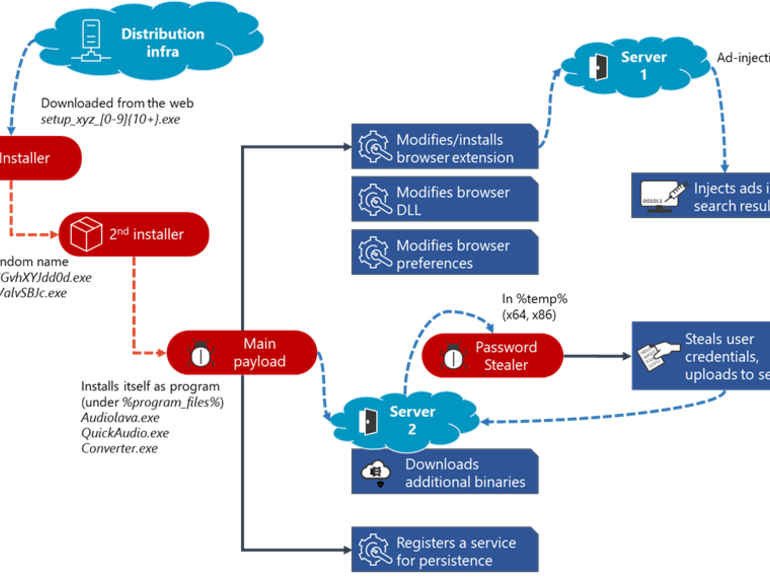 Distribution
infra
Downloaded from the web
setup_xyz_[0-9]{10+}.exe
Installer
2nd installer
ndom name
GvhXYJdd0d.exe
ValvSBJc.exe
Main
payload
Installs itself as program
(under %program_files%)
Audiolava.exe
QuickAudio.exe
Converter.exe
Modifies/installs
browser extension
Modifies browser
DLL
Modifies browser
preferences
Server
1
Ad-injecti
Injects ads i
search resul
In %temp%
(x64, x86)
Password
Stealer
Steals user
credentials,
uploads to se
Server
2
Downloads
additional binaries
Registers a service
for persistence